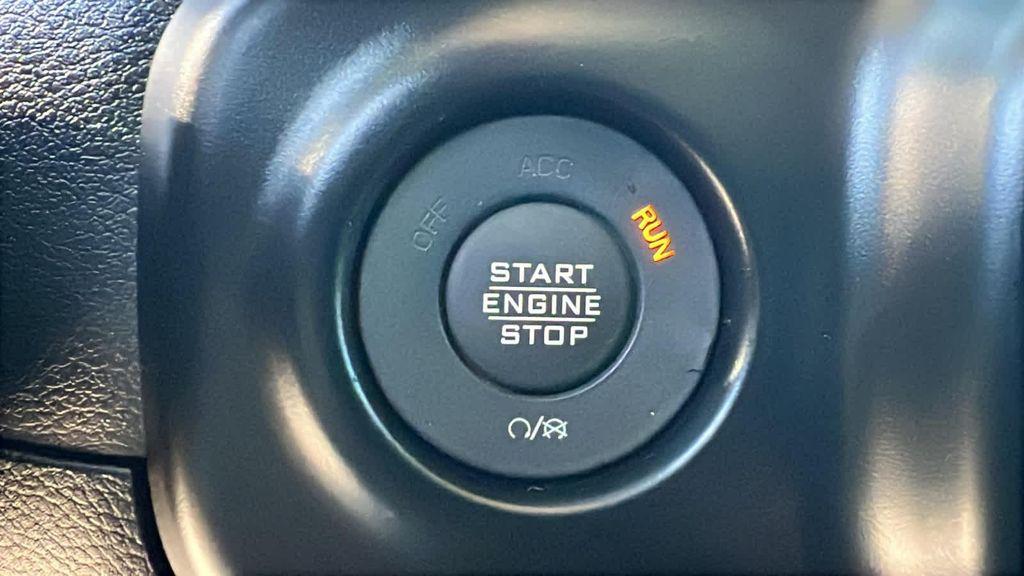 ACC
OFF
RUN
START
ENGINE
STOP